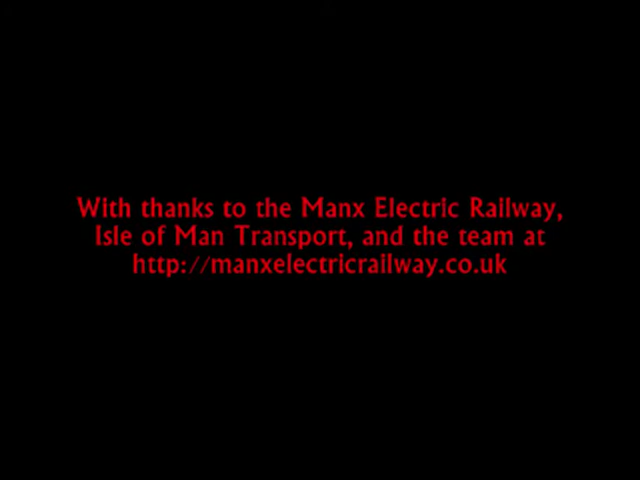 With thanks to the Manx Electric Railway,
Isle of Man Transport, and the team at
http://manxelectricrailway.co.uk